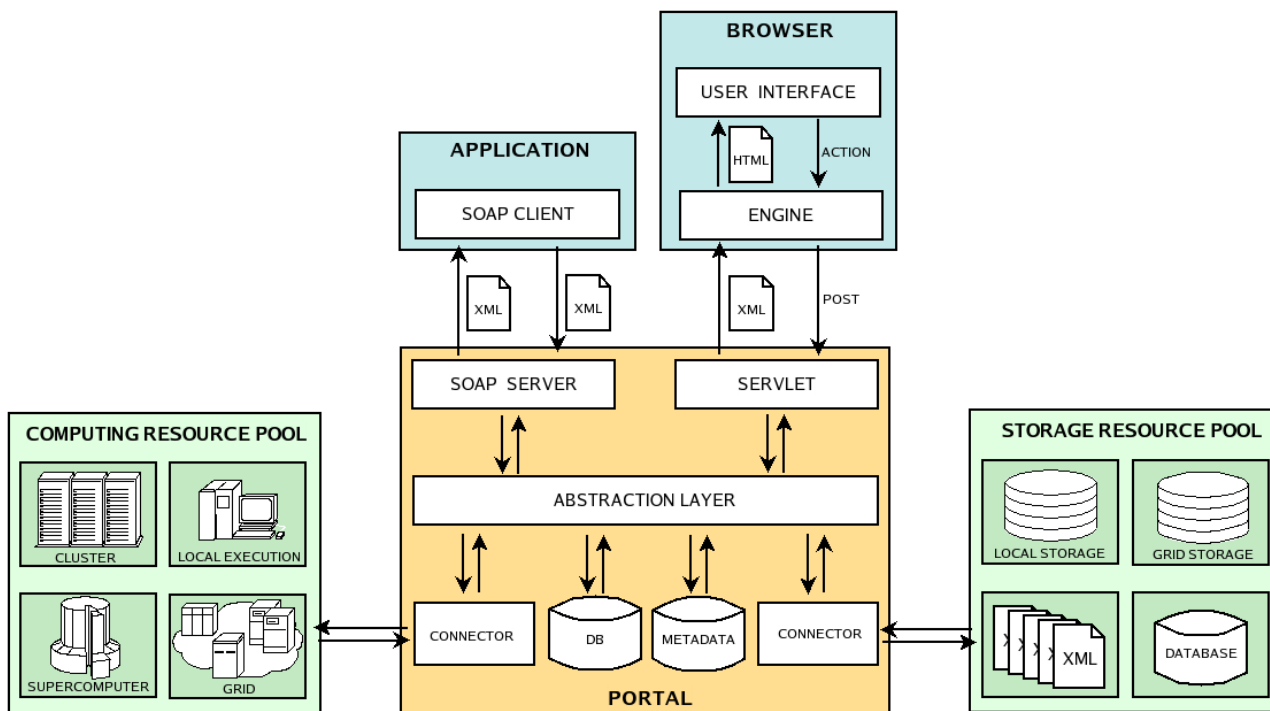 BROWSER
USER INTERFACE
HTML
ACTION
ENGINE
APPLICATION
SOAP CLIENT
XML
XML
XML
POST
PORTAL
SOAP SERVER
SERVLET
ABSTRACTION LAYER
CONNECTOR
DB
METADATA
CONNECTOR
COMPUTING RESOURCE POOL
CLUSTER
LOCAL EXECUTION
SUPERCOMPUTER
GRID
STORAGE RESOURCE POOL
LOCAL STORAGE
GRID STORAGE
X
X
X
X
XML
DATABASE